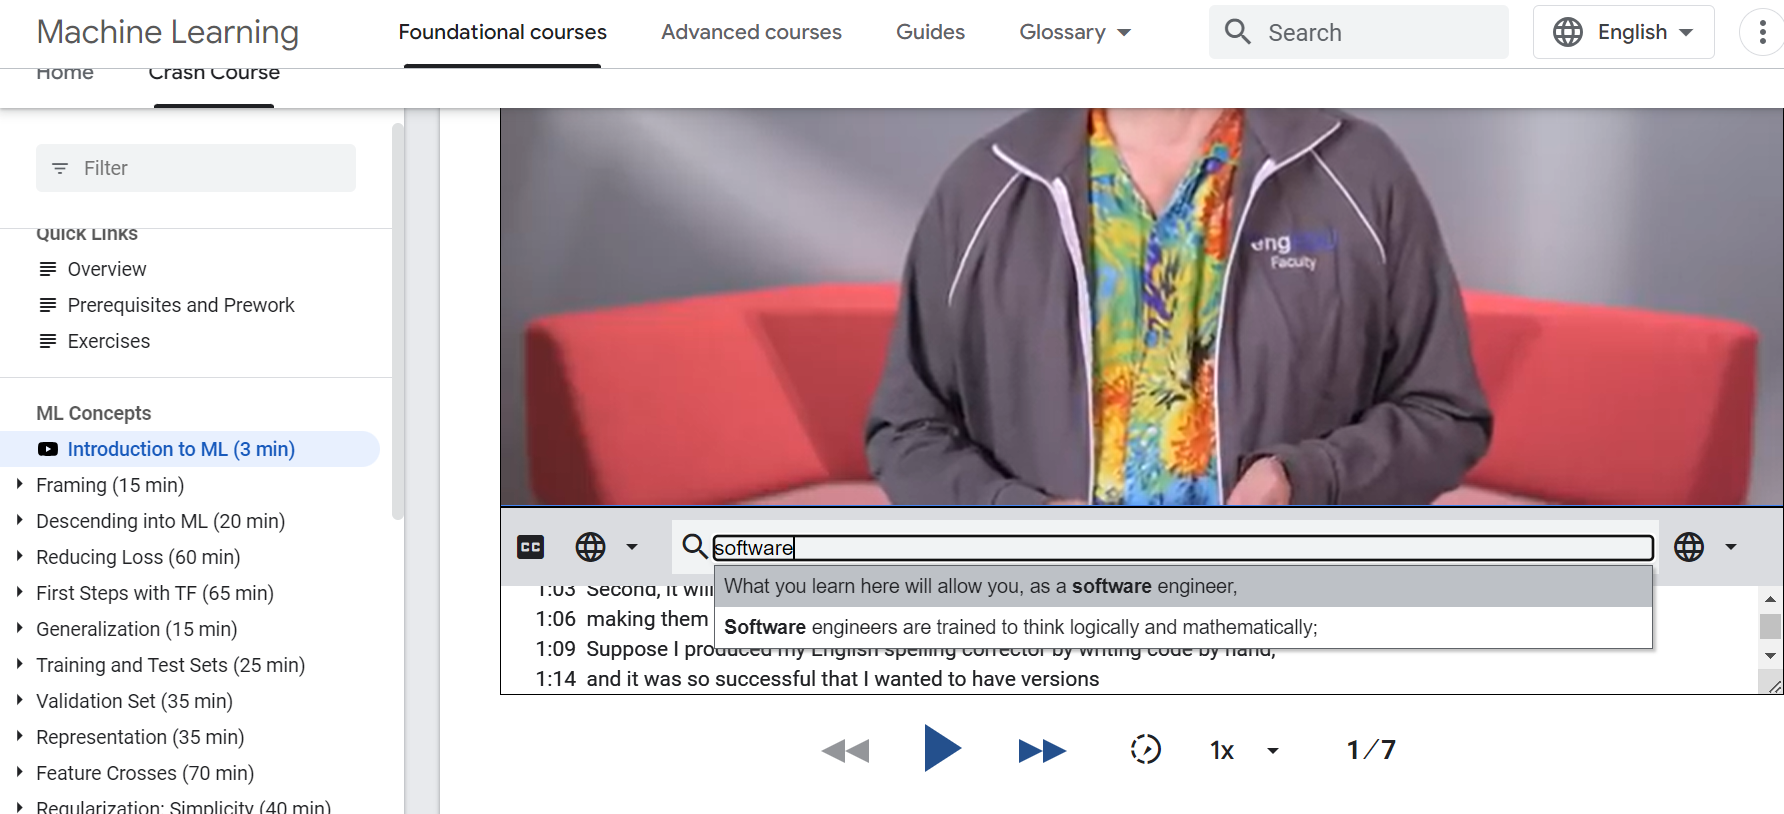 Machine Learning
Foundational courses
Advanced courses
Guides
Glossary
Search
English
Home
Crash Course
Filter
Quick Links
Overview
Prerequisites and Prework
Exercises
ML Concepts
Introduction to ML (3 min)
Framing (15 min)
Descending into ML (20 min)
Reducing Loss (60 min)
First Steps with TF (65 min)
Generalization (15 min)
Training and Test Sets (25 min)
Validation Set (35 min)
Representation (35 min)
Feature Crosses (70 min)
Regularization: Simplicity (40 min)
eng
Faculty
CC
software
What you learn here will allow you, as a software engineer,
Software engineers are trained to think logically and mathematically;
1:03 Second, it will
1:06 making them
1:09 Suppose I produced my English spelling corrector by writing code by hand,
1:14 and it was so successful that I wanted to have versions
1x
1/7